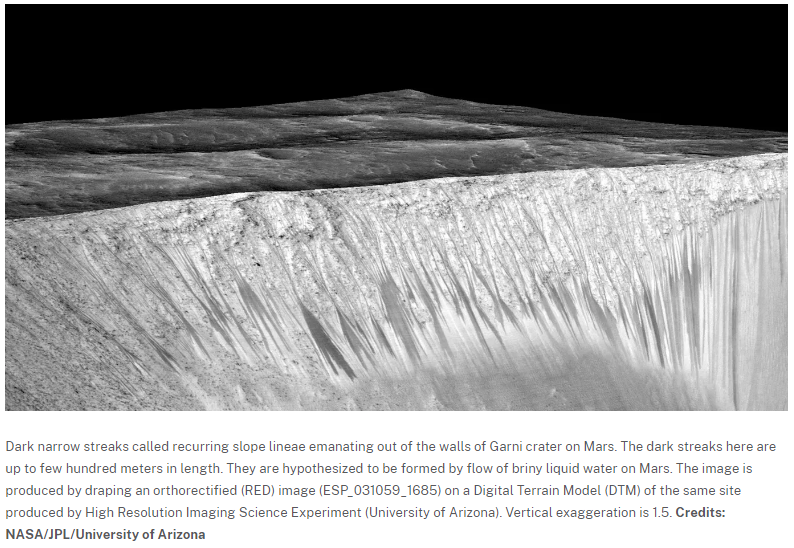 Dark narrow streaks called recurring slope lineae emanating out of the walls of Garni crater on Mars. The dark streaks here are
up to few hundred meters in length. They are hypothesized to be formed by flow of briny liquid water on Mars. The image is
produced by draping an orthorectified (RED) image (ESP_031059_1685) on a Digital Terrain Model (DTM) of the same site
produced by High Resolution Imaging Science Experiment (University of Arizona). Vertical exaggeration is 1.5. Credits:
NASA/JPL/University of Arizona